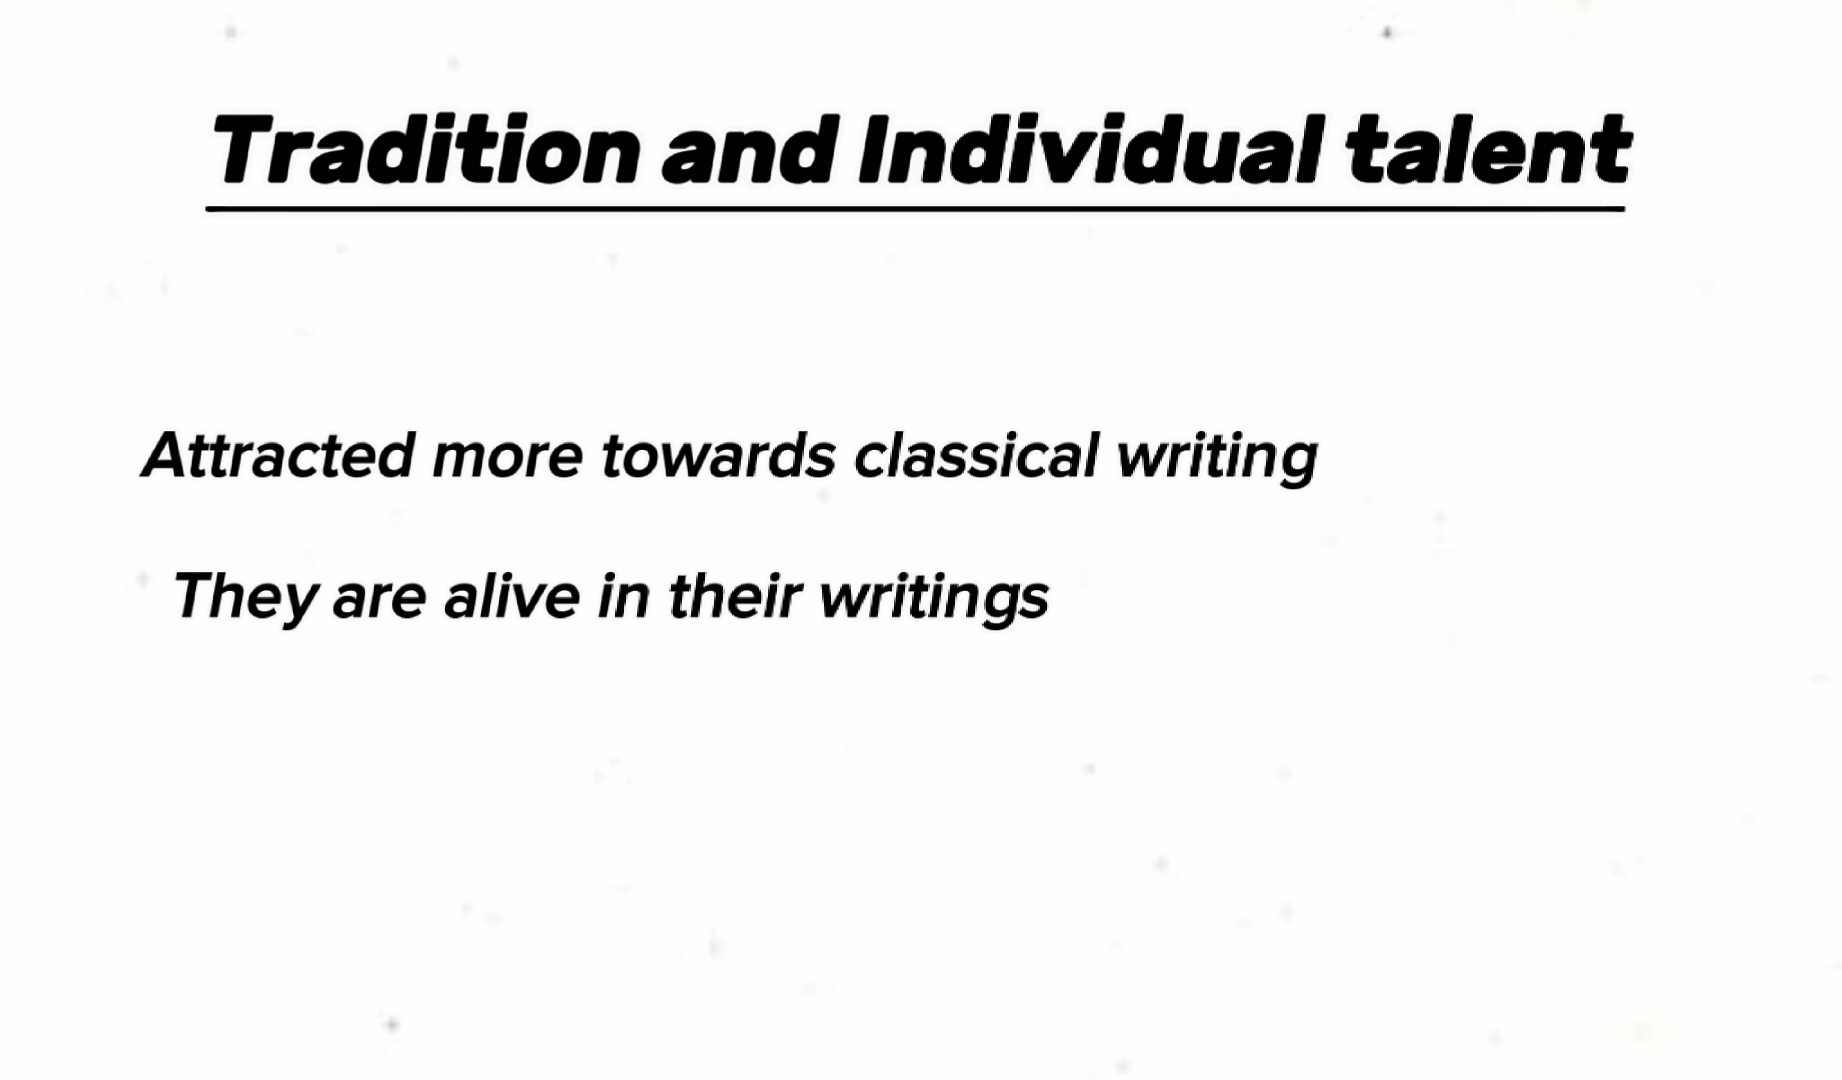 Tradition and Individual talent
Attracted more towards classical writing
They are alive in their writings